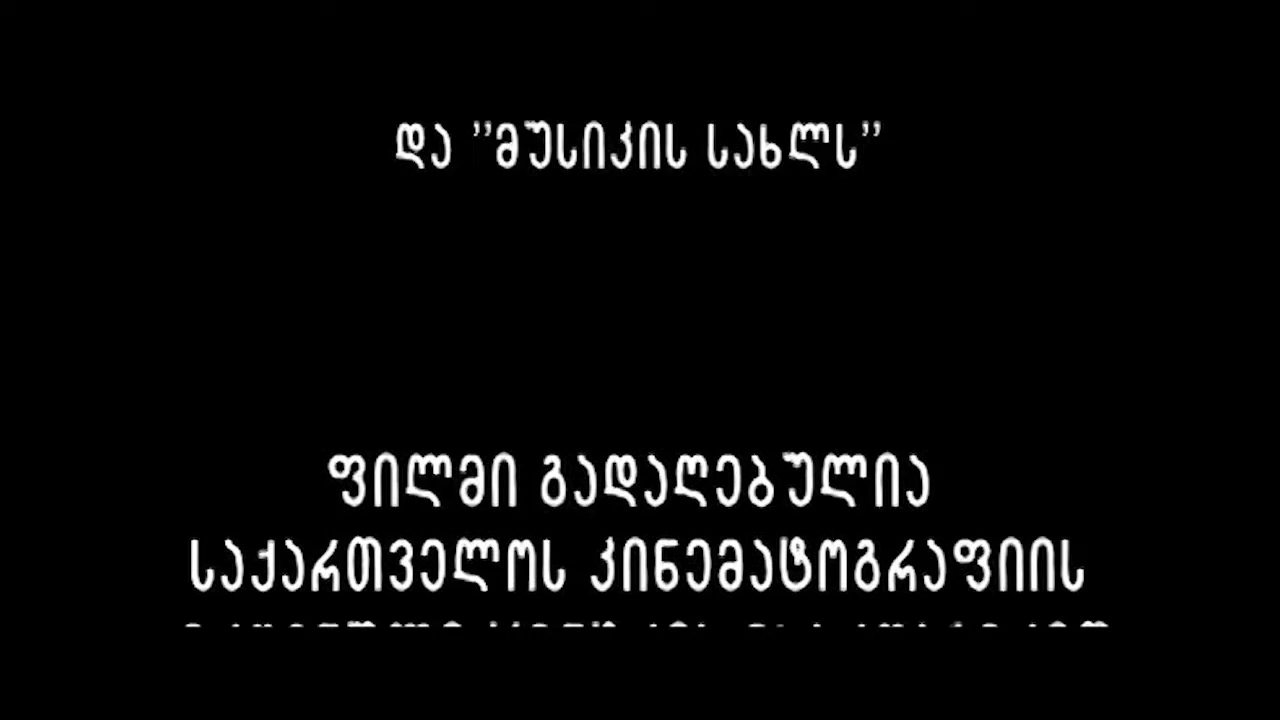 და "მუსიკის სახლს"
ფილმი გადაღებულია
საქართველოს კინემატოგრაფიის